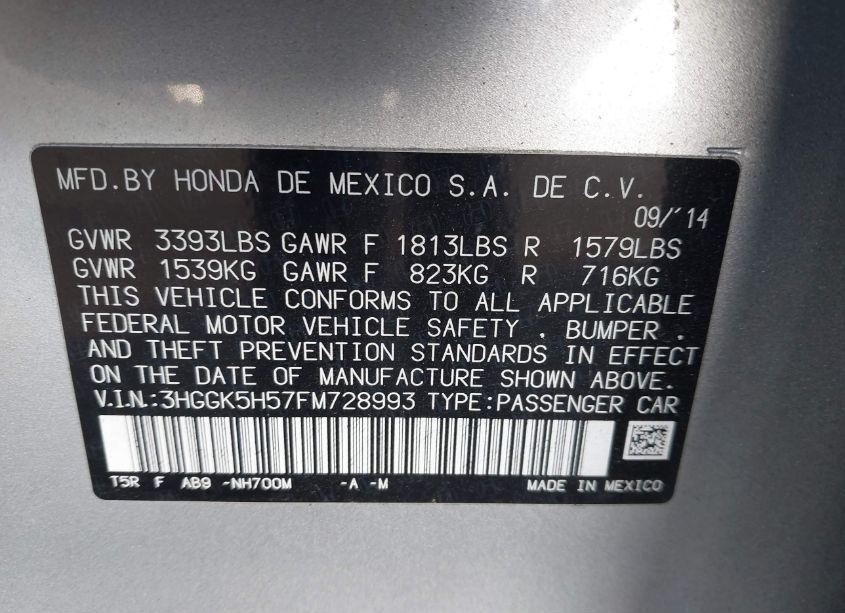 MFD.BY HONDA DE MEXICO S.A. DE C.V.
09/'14
GVWR 3393LBS GAWR F 1813LBS R 1579LBS
GVWR 1539KG GAWR F 823KG R 716KG
THIS VEHICLE CONFORMS TO ALL APPLICABLE
FEDERAL MOTOR VEHICLE SAFETY , BUMPER ,
AND THEFT PREVENTION STANDARDS IN EFFECT
ON THE DATE OF MANUFACTURE SHOWN ABOVE.
V.I.N.:3HGGK5H57FM728993 TYPE:PASSENGER CAR
T5R F AB9 -NH700M -A -M MADE IN MEXICO